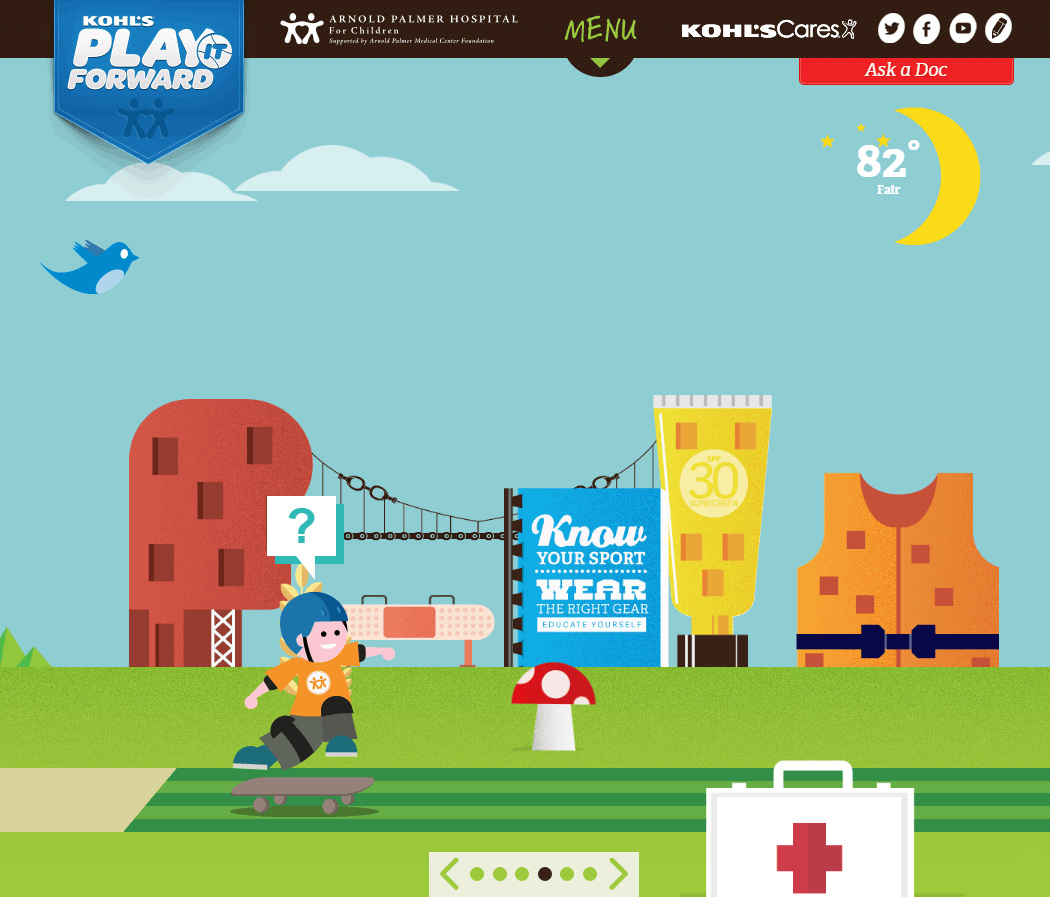 KOHL'S
PLAY IT
FORWARD
ARNOLD PALMER HOSPITAL
For Children
Supported by Arnold Palmer Medical Center Foundation
MENU
KOHL'S Cares
Ask a Doc
82°
Fair
?
Know
YOUR SPORT
WEAR
THE RIGHT GEAR
EDUCATE YOURSELF
SPF
30
SUNSCREEN